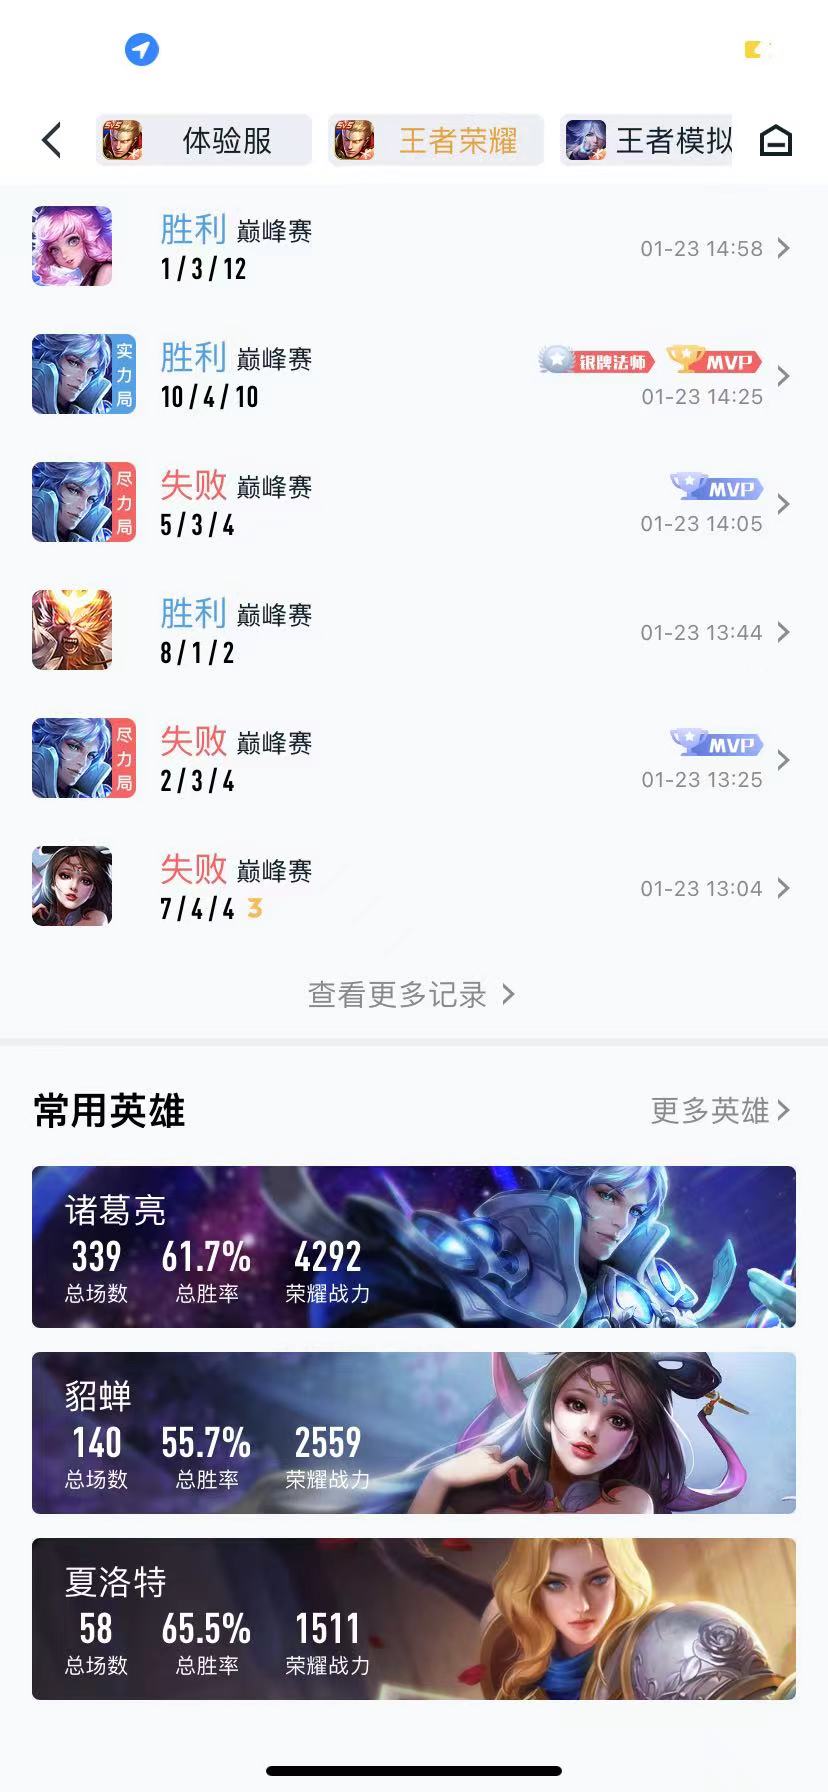 体验服 王者荣耀 王者模拟
胜利 巅峰赛
1/3/12
01-23 14:58
实力局
胜利 巅峰赛
10/4/10
银牌法师 MVP
01-23 14:25
尽力局
失败 巅峰赛
5/3/4
MVP
01-23 14:05
胜利 巅峰赛
8/1/2
01-23 13:44
尽力局
失败 巅峰赛
2/3/4
MVP
01-23 13:25
失败 巅峰赛
7/4/4 3
01-23 13:04
查看更多记录
常用英雄 更多英雄
诸葛亮
339 61.7% 4292
总场数 总胜率 荣耀战力
貂蝉
140 55.7% 2559
总场数 总胜率 荣耀战力
夏洛特
58 65.5% 1511
总场数 总胜率 荣耀战力